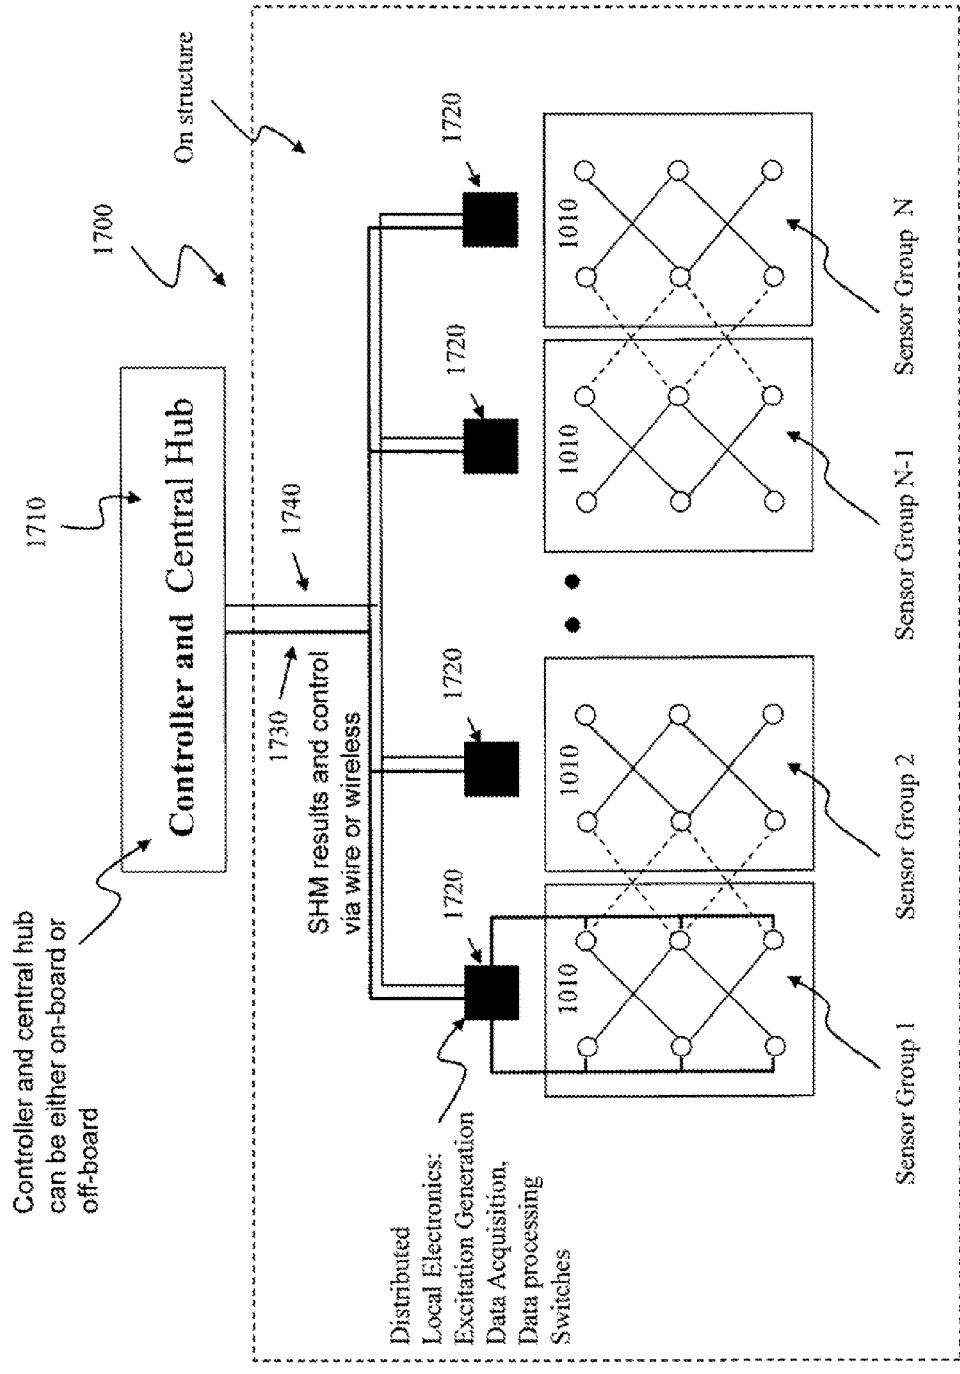 Controller and central hub
can be either on-board or
off-board
1710
Controller and Central Hub
1700
On structure
1730
1740
SHM results and control
via wire or wireless
Distributed
Local Electronics:
Excitation Generation
Data Acquisition,
Data processing
Switches
1720
1720
1720
1720
1010
1010
1010
1010
Sensor Group 1
Sensor Group 2
Sensor Group N-1
Sensor Group N